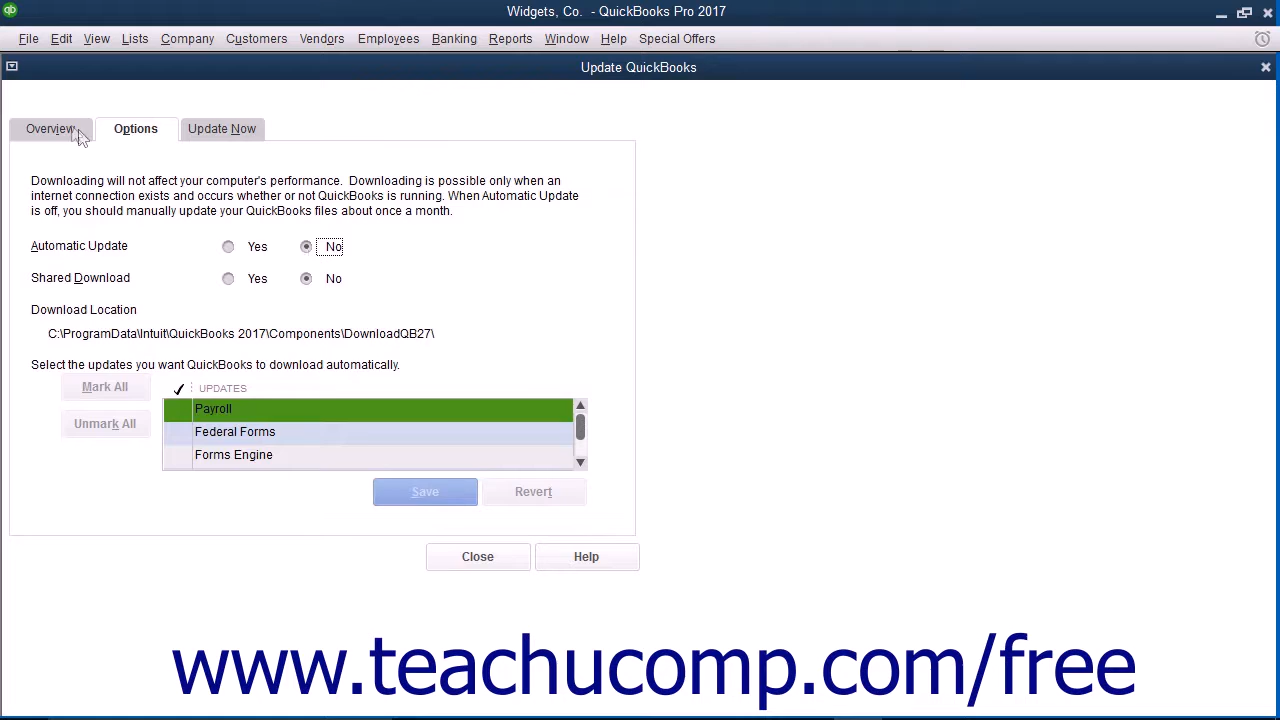 Widgets, Co. - QuickBooks Pro 2017
File Edit View Lists Company Customers Vendors Employees Banking Reports Window Help Special Offers
Update QuickBooks
Overview Options Update Now
Downloading will not affect your computer's performance. Downloading is possible only when an
internet connection exists and occurs whether or not QuickBooks is running. When Automatic Update
is off, you should manually update your QuickBooks files about once a month.
Automatic Update Yes No
Shared Download Yes No
Download Location
C:\ProgramData\Intuit\QuickBooks 2017\Components\DownloadQB27\
Select the updates you want QuickBooks to download automatically.
Mark All
UPDATES
Payroll
Unmark All
Federal Forms
Forms Engine
Save Revert
Close Help
www.teachucomp.com/free